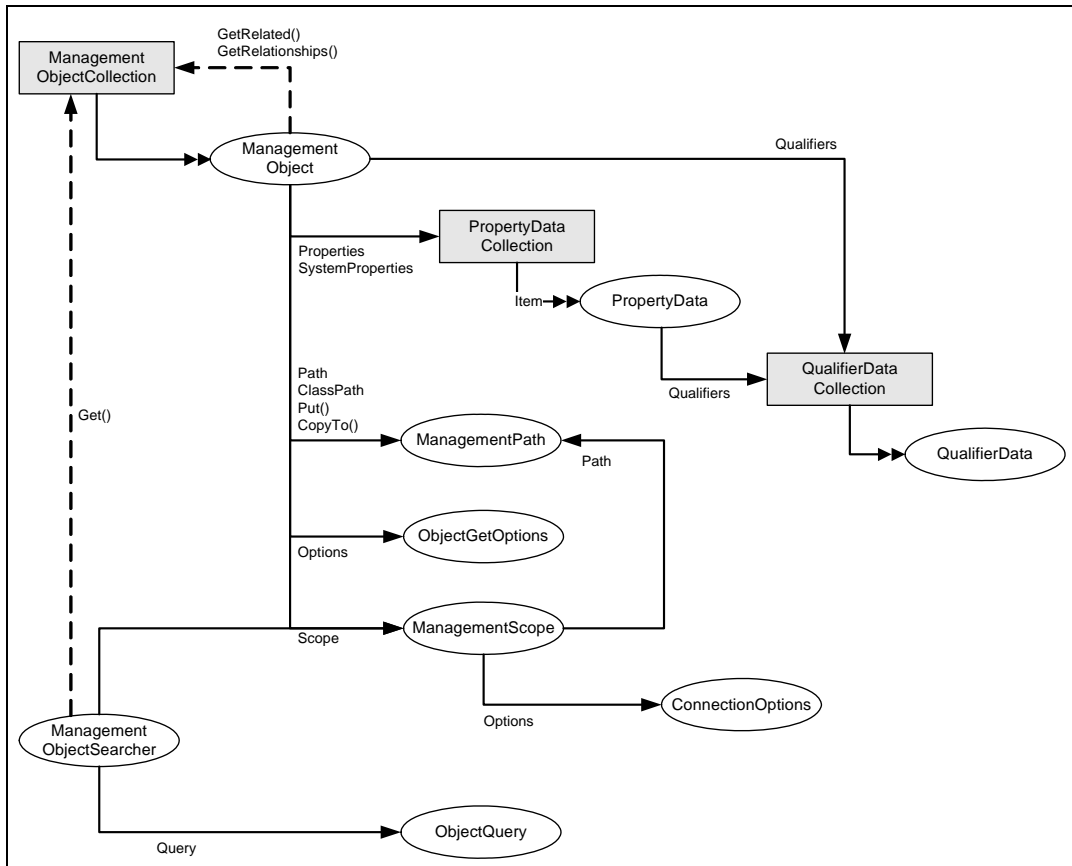 GetRelated()
GetRelationships()
Management
ObjectCollection
Management
Object
Qualifiers
PropertyData
Collection
Properties
SystemProperties
Item
PropertyData
QualifierData
Collection
Qualifiers
Path
ClassPath
Put()
CopyTo()
Get()
ManagementPath
Path
QualifierData
ObjectGetOptions
Options
ManagementScope
Scope
ConnectionOptions
Options
Management
ObjectSearcher
ObjectQuery
Query